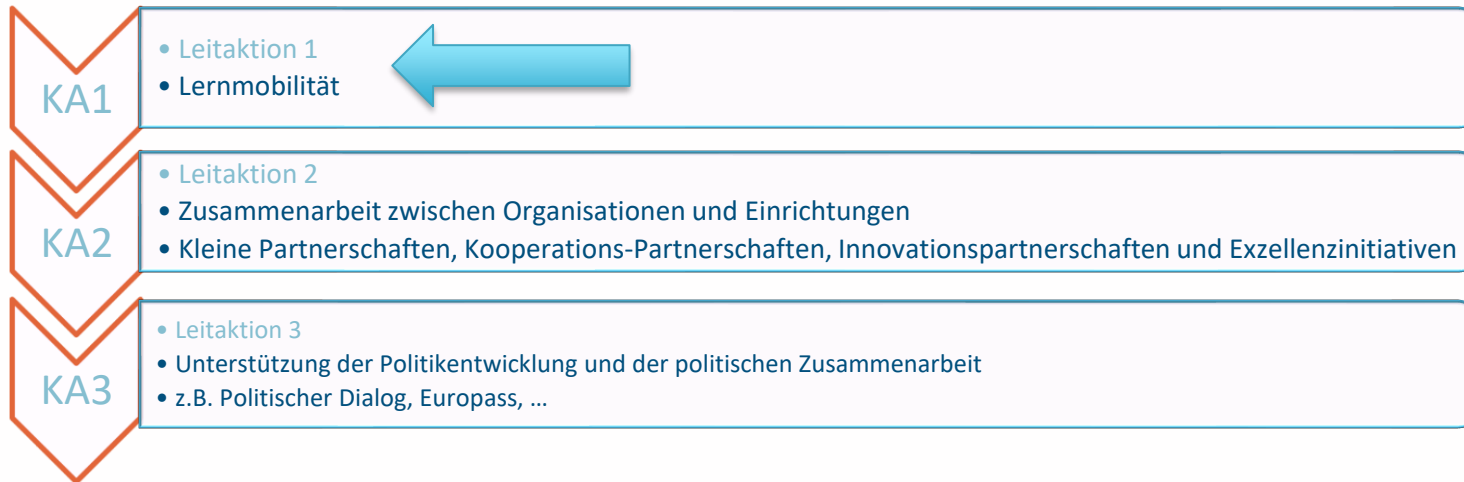 KA1
• Leitaktion 1
• Lernmobilität
KA2
• Leitaktion 2
• Zusammenarbeit zwischen Organisationen und Einrichtungen
• Kleine Partnerschaften, Kooperations-Partnerschaften, Innovationspartnerschaften und Exzellenzinitiativen
KA3
• Leitaktion 3
• Unterstützung der Politikentwicklung und der politischen Zusammenarbeit
• z.B. Politischer Dialog, Europass, …